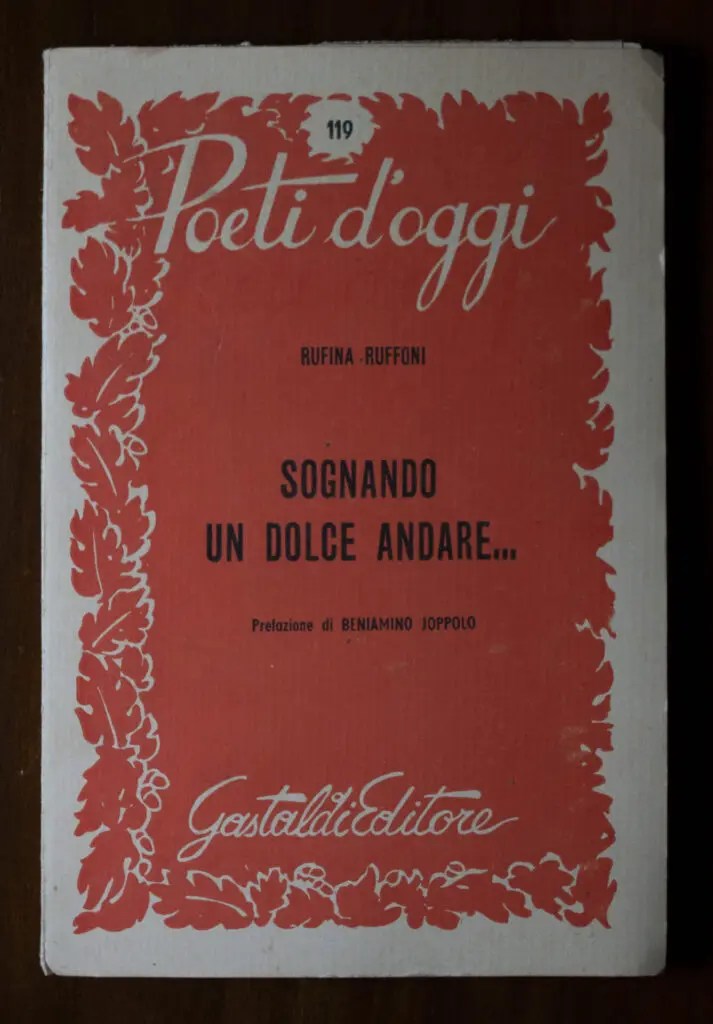 119
Poeti d'oggi
RUFINA RUFFONI
SOGNANDO
UN DOLCE ANDARE...
Prefazione di BENIAMINO JOPPOLO
Gastaldi Editore